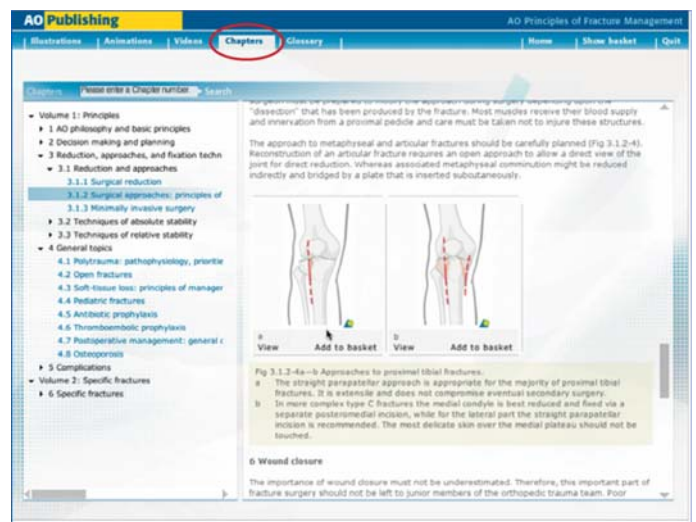 AO Publishing
AO Principles of Fracture Management
Illustrations | Animations | Videos | Chapters | Glossary
Home | Show basket | Quit
Chapters Please enter a Chapter number Search
Volume 1: Principles
1 AO philosophy and basic principles
2 Decision making and planning
3 Reduction, approaches, and fixation techn
3.1 Reduction and approaches
3.1.1 Surgical reduction
3.1.2 Surgical approaches: principles of
3.1.3 Minimally invasive surgery
3.2 Techniques of absolute stability
3.3 Techniques of relative stability
4 General topics
4.1 Polytrauma: pathophysiology, prioritie
4.2 Open fractures
4.3 Soft-tissue loss: principles of manager
4.4 Pediatric fractures
4.5 Antibiotic prophylaxis
4.6 Thromboembolic prophylaxis
4.7 Postoperative management: general c
4.8 Osteoporosis
5 Complications
Volume 2: Specific fractures
6 Specific fractures
surgeon must be prepared to modify the approach during surgery depending upon the
"dissection" that has been produced by the fracture. Most muscles receive their blood supply
and innervation from a proximal pedicle and care must be taken not to injure these structures.
The approach to metaphyseal and articular fractures should be carefully planned (Fig 3.1.2-4).
Reconstruction of an articular fracture requires an open approach to allow a direct view of the
joint for direct reduction. Whereas associated metaphyseal comminution might be reduced
indirectly and bridged by a plate that is inserted subcutaneously.
a
View Add to basket
b
View Add to basket
Fig 3.1.2-4a—b Approaches to proximal tibial fractures.
a The straight parapatellar approach is appropriate for the majority of proximal tibial
fractures. It is extensile and does not compromise eventual secondary surgery.
b In more complex type C fractures the medial condyle is best reduced and fixed via a
separate posteromedial incision, while for the lateral part the straight parapatellar
incision is recommended. The most delicate skin over the medial plateau should not be
touched.
6 Wound closure
The importance of wound closure must not be underestimated. Therefore, this important part of
fracture surgery should not be left to junior members of the orthopedic trauma team. Poor